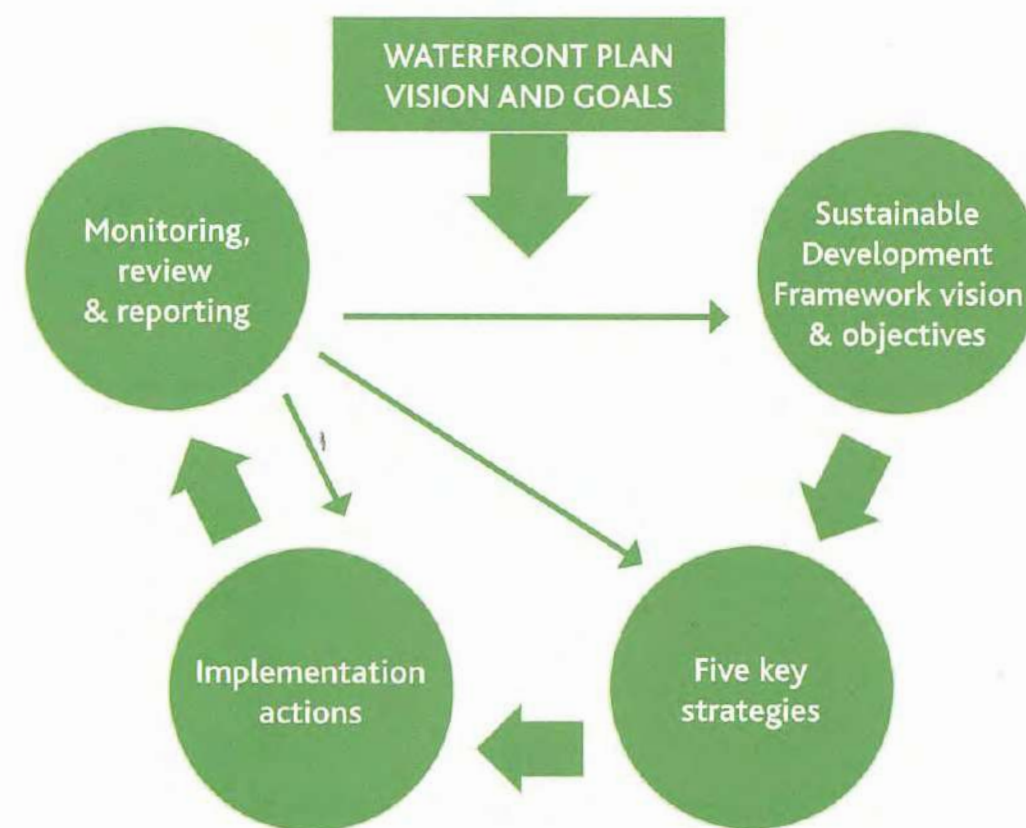 WATERFRONT PLAN
VISION AND GOALS
Monitoring,
review
& reporting
Sustainable
Development
Framework vision
& objectives
Implementation
actions
Five key
strategies